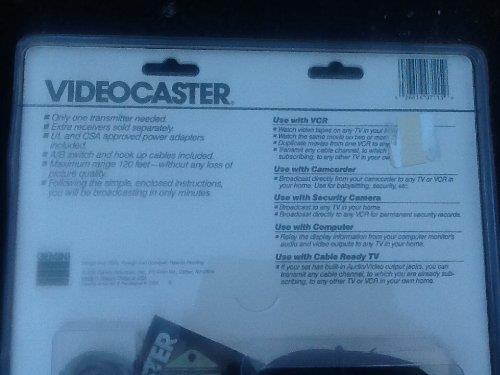 VIDEOCASTER®
■ Only one transmitter needed.
■ Extra receivers sold separately.
■ UL and CSA approved power adapters
included.
■ A/B switch and hook up cables included.
■ Maximum range 120 feet—without any loss of
picture quality.
■ Following the simple, enclosed instructions,
you will be broadcasting in only minutes.
Use with VCR
■ Watch video tapes on any TV in your
■ Watch the same movie on two or more
■ Duplicate movies from one VCR to any
■ Transmit any cable channel, to which
subscribing, to any other TV in your own
Use with Camcorder
■ Broadcast directly from your camcorder to any TV or VCR in
your home. Use for babysitting, security, etc.
Use with Security Camera
■ Broadcast to any TV in your home.
■ Broadcast directly to any VCR for permanent security records.
Use with Computer
■ Relay the display information from your computer monitor's
audio and video outputs to any TV in your home.
Use with Cable Ready TV
■ If your set has built-in Audio/Video output jacks, you can
transmit any cable channel, to which you are already sub-
scribing, to any other TV or VCR in your own home.